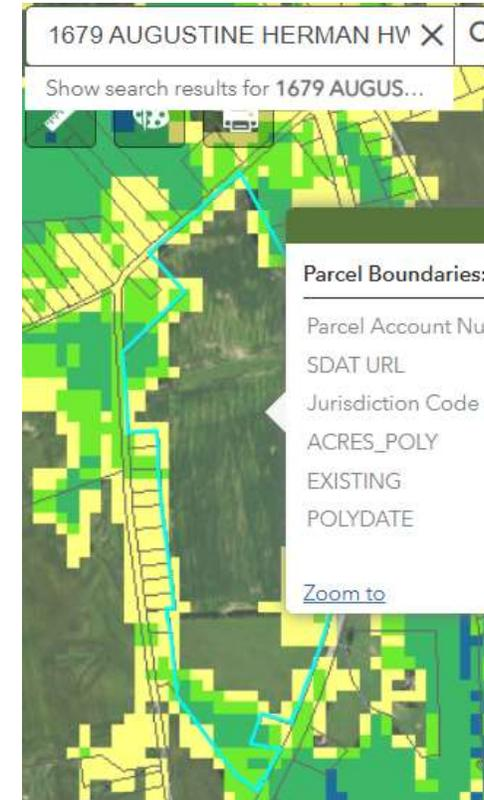 1679 AUGUSTINE HERMAN HW
Show search results for 1679 AUGUS...
Parcel Boundaries:
Parcel Account Nu
SDAT URL
Jurisdiction Code
ACRES_POLY
EXISTING
POLYDATE
Zoom to